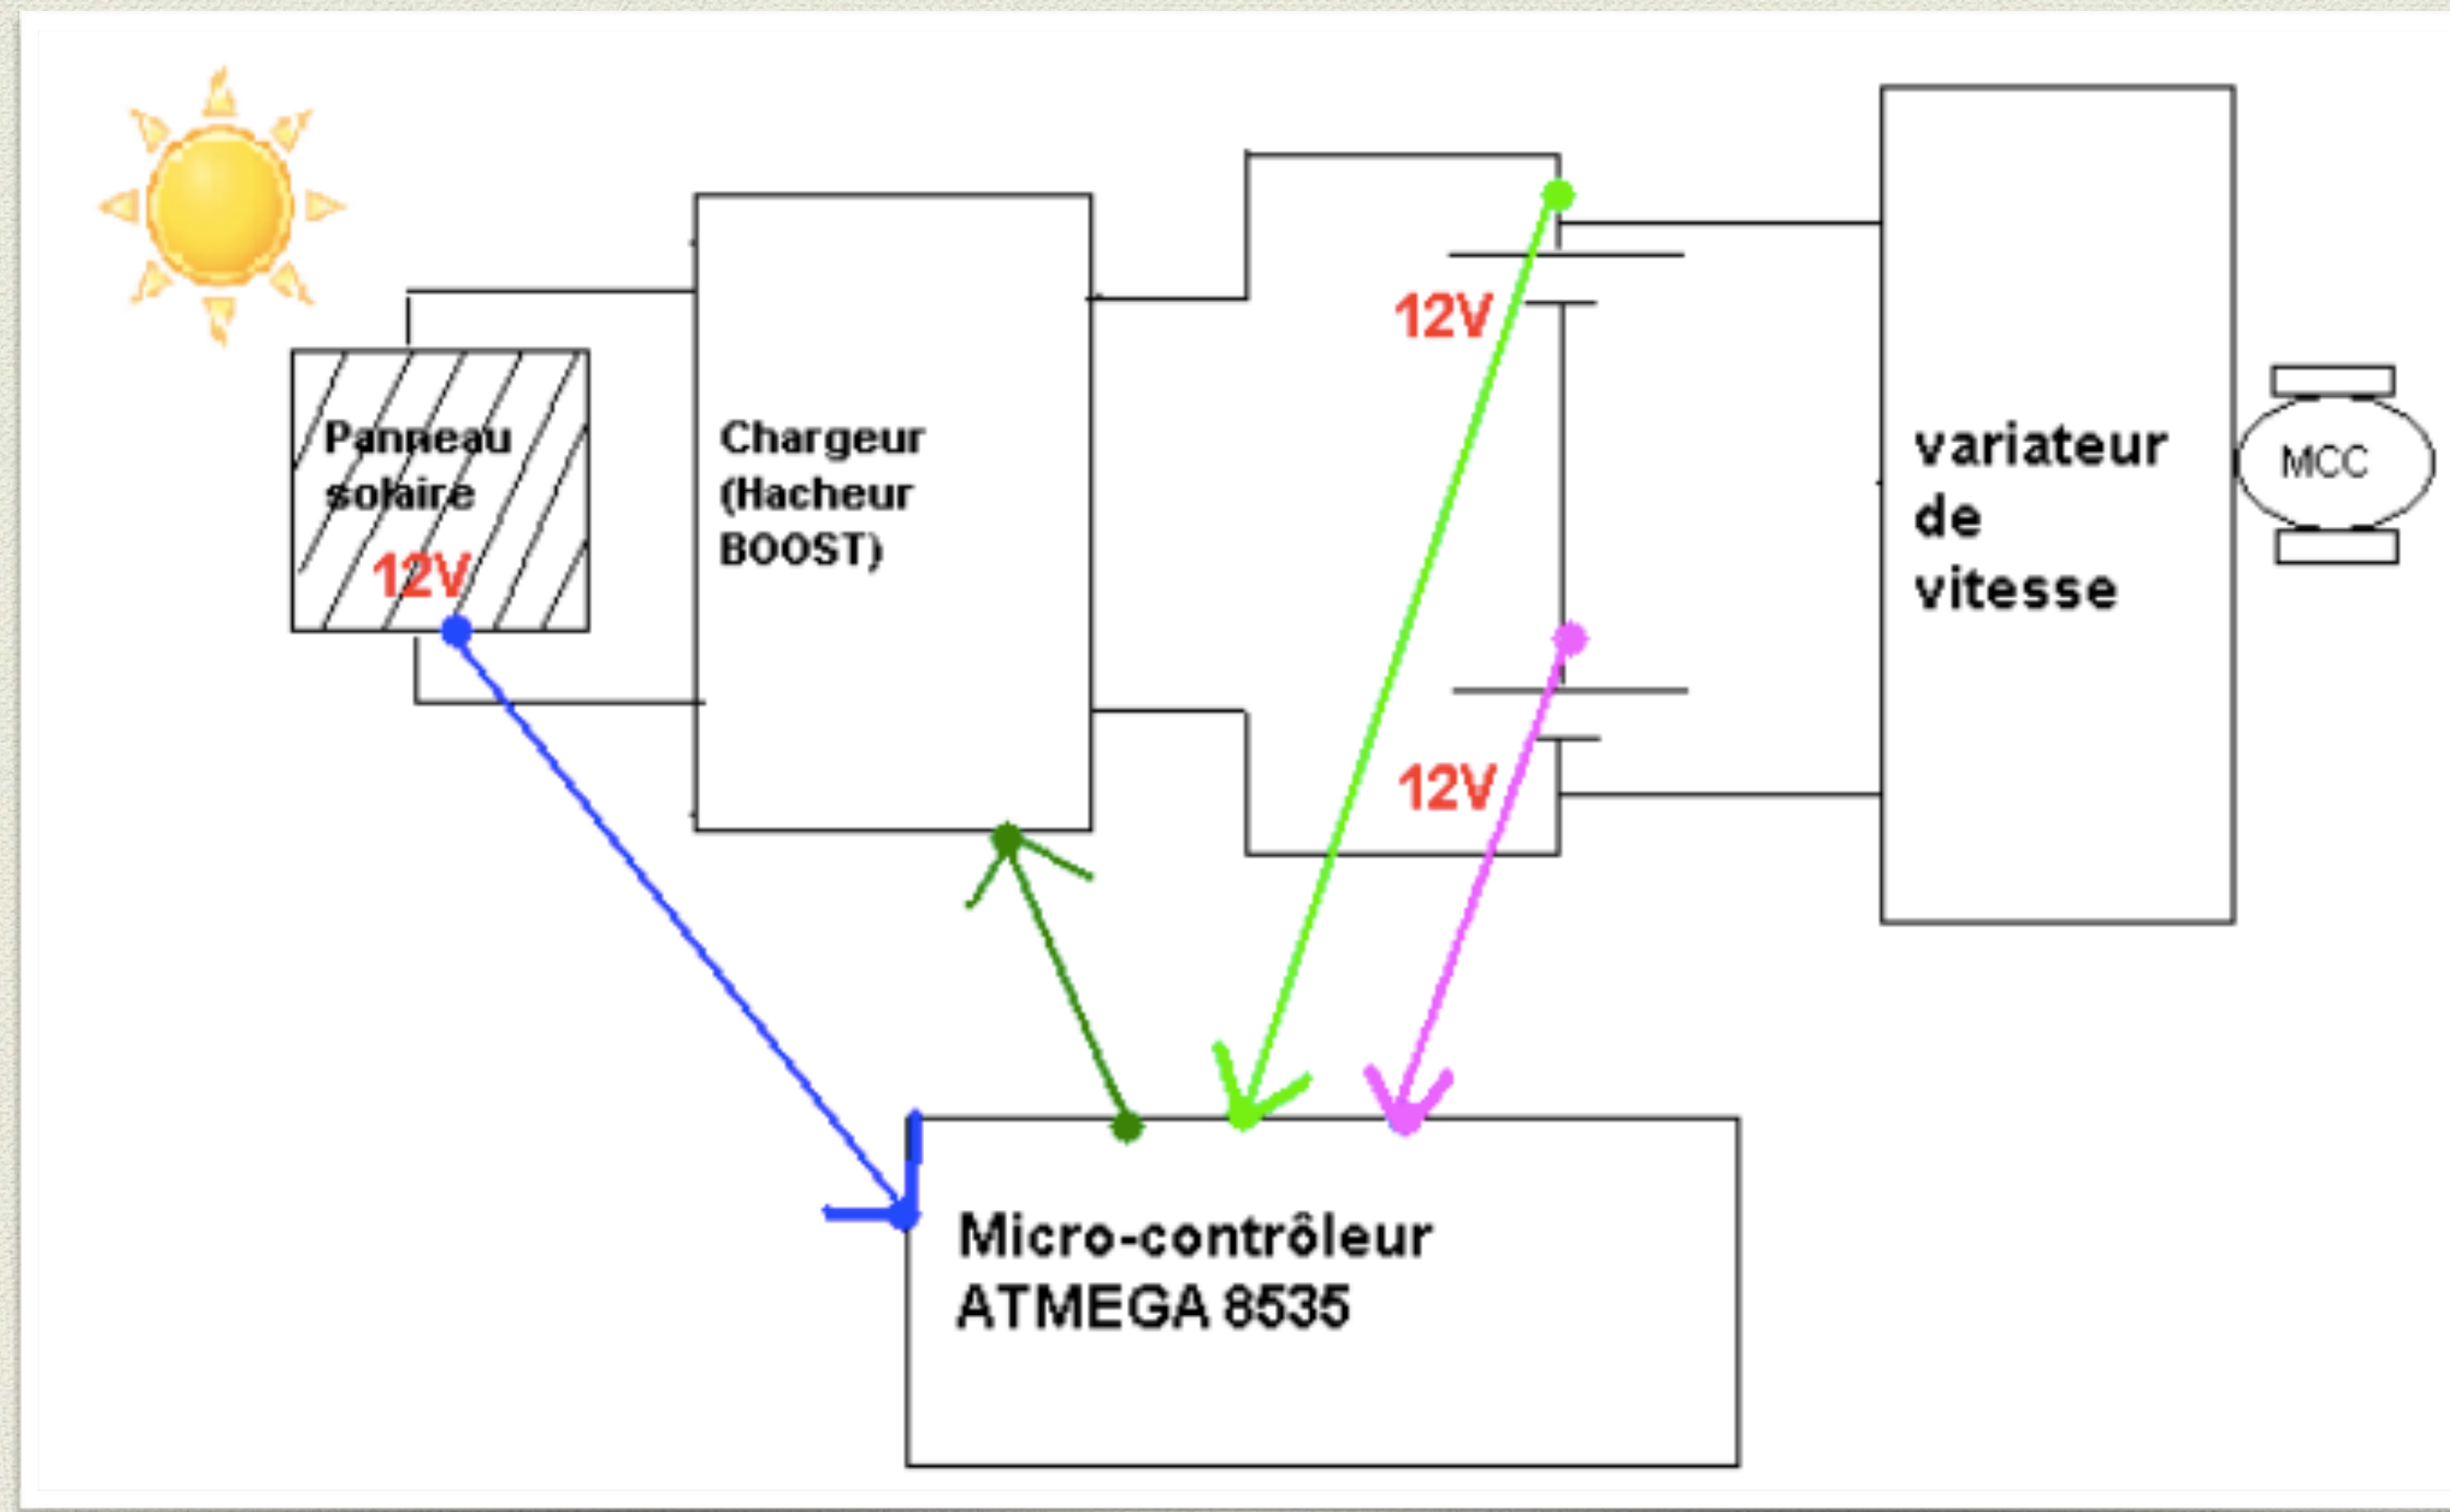 Panneau
solaire
12V
Chargeur
(Hacheur
BOOST)
12V
12V
variateur
de
vitesse
MCC
Micro-contrôleur
ATMEGA 8535